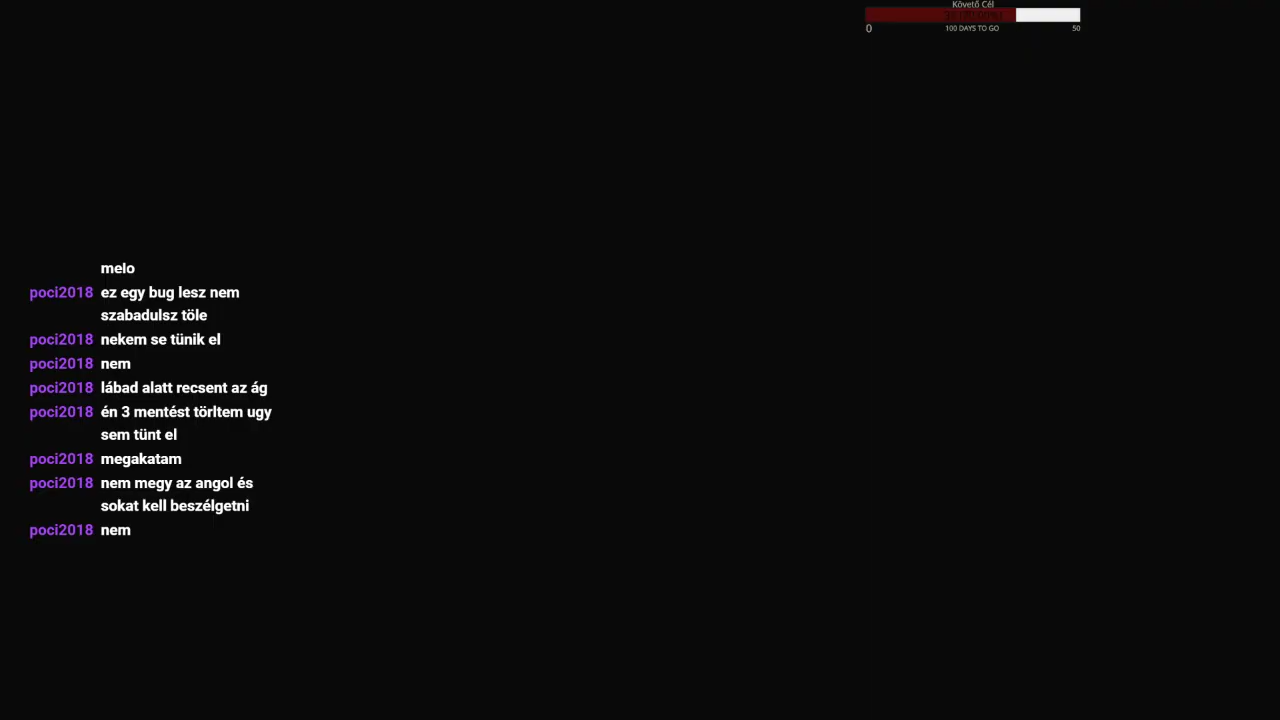 Követő Cél
0 100 DAYS TO GO 50
melo
poci2018 ez egy bug lesz nem
szabadulsz töle
poci2018 nekem se tünik el
poci2018 nem
poci2018 lábad alatt recsent az ág
poci2018 én 3 mentést törltem ugy
sem tünt el
poci2018 megakatam
poci2018 nem megy az angol és
sokat kell beszélgetni
poci2018 nem